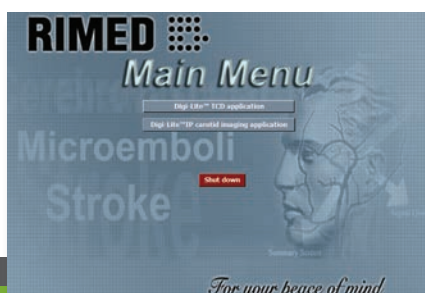 RIMED
Main Menu
Digi-Lite™ TCD application
Digi-Lite™IP carotid imaging application
Microemboli
Shut down
Stroke
For your peace of mind